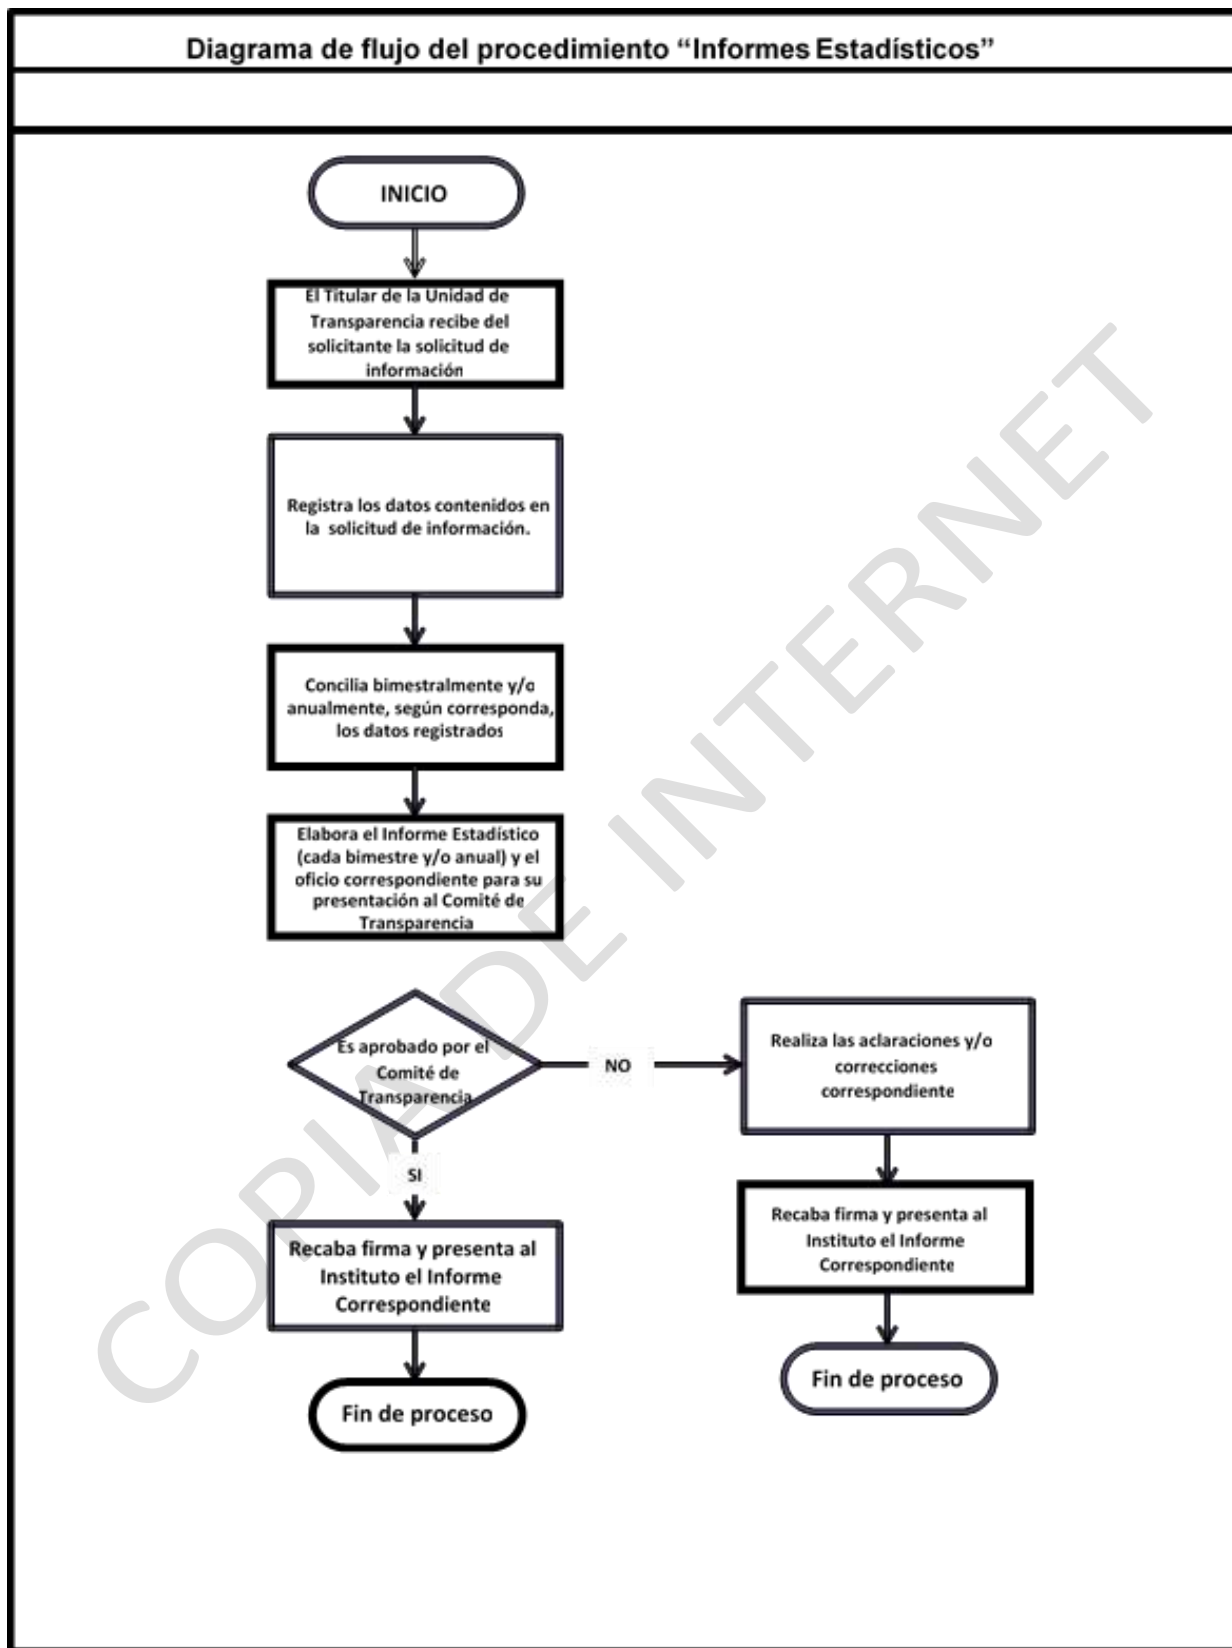 Diagrama de flujo del procedimiento “Informes Estadísticos”
INICIO
El Titular de la Unidad de
Transparencia recibe del
solicitante la solicitud de
información
Registra los datos contenidos en
la solicitud de información.
Concilia bimestralmente y/o
anualmente, según corresponda,
los datos registrados
Elabora el Informe Estadístico
(cada bimestre y/o anual) y el
oficio correspondiente para su
presentación al Comité de
Transparencia
Es aprobado por el
Comité de
Transparencia
NO
Realiza las aclaraciones y/o
correcciones
correspondiente
SI
Recaba firma y presenta al
Instituto el Informe
Correspondiente
Recaba firma y presenta al
Instituto el Informe
Correspondiente
Fin de proceso
Fin de proceso
COPIA DE INTERNET